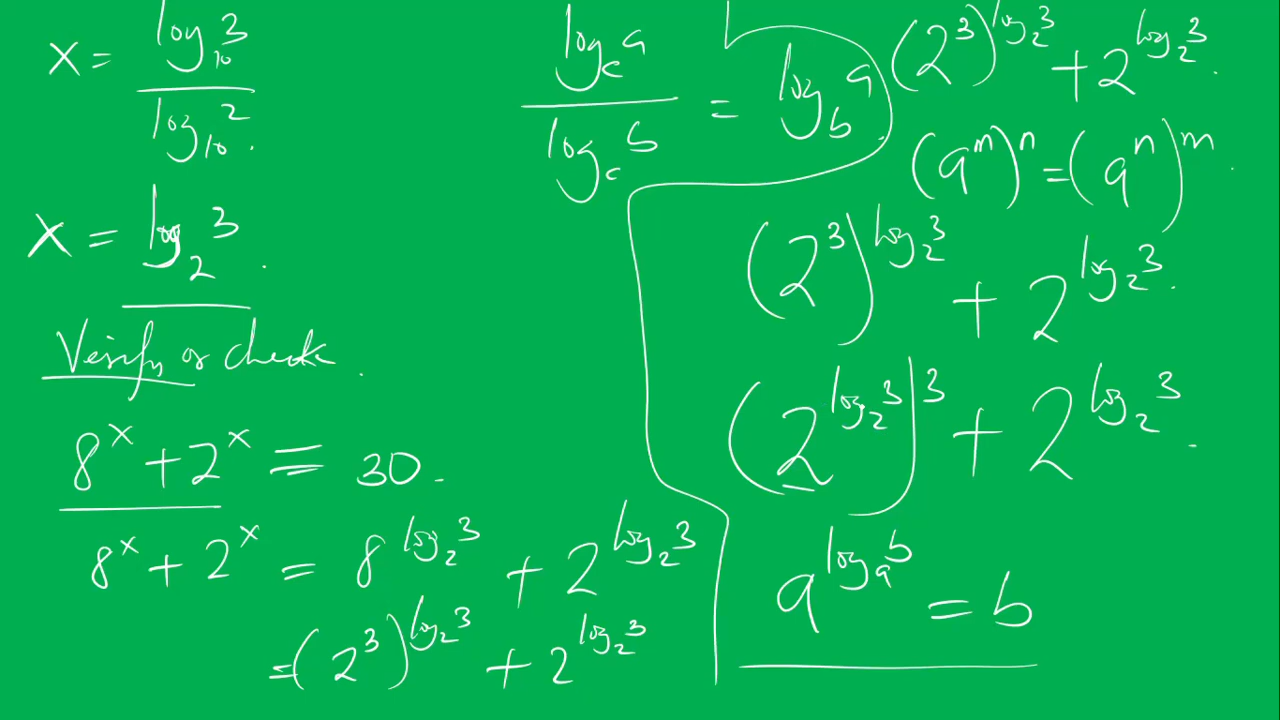 x = log₁₀3 / log₁₀2.
x = log₂3.
Verify or check.
8ˣ + 2ˣ = 30.
8ˣ + 2ˣ = 8^(log₂3) + 2^(log₂3)
= (2³)^(log₂3) + 2^(log₂3)
log_c a / log_c b = log_b a
(2³)^(log₂3) + 2^(log₂3).
(aᵐ)ⁿ = (aⁿ)ᵐ.
(2³)^(log₂3) + 2^(log₂3).
(2^(log₂3))³ + 2^(log₂3).
a^(log_a b) = b